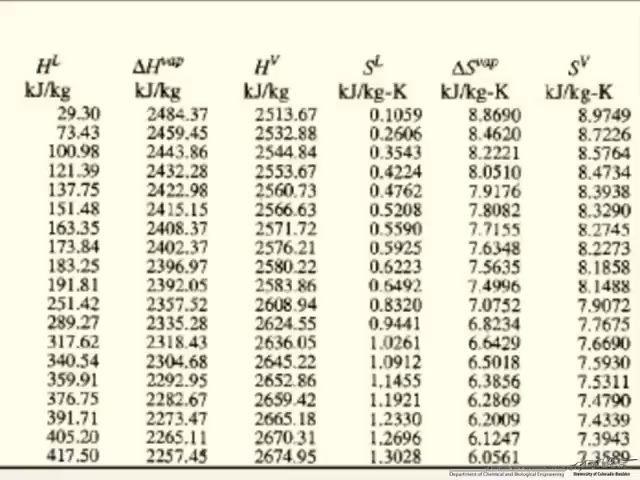 H^L ΔH^vap H^V S^L ΔS^vap S^V
kJ/kg kJ/kg kJ/kg kJ/kg-K kJ/kg-K kJ/kg-K
29.30 2484.37 2513.67 0.1059 8.8690 8.9749
73.43 2459.45 2532.88 0.2606 8.4620 8.7226
100.98 2443.86 2544.84 0.3543 8.2221 8.5764
121.39 2432.28 2553.67 0.4224 8.0510 8.4734
137.75 2422.98 2560.73 0.4762 7.9176 8.3938
151.48 2415.15 2566.63 0.5208 7.8082 8.3290
163.35 2408.37 2571.72 0.5590 7.7155 8.2745
173.84 2402.37 2576.21 0.5925 7.6348 8.2273
183.25 2396.97 2580.22 0.6223 7.5635 8.1858
191.81 2392.05 2583.86 0.6492 7.4996 8.1488
251.42 2357.52 2608.94 0.8320 7.0752 7.9072
289.27 2335.28 2624.55 0.9441 6.8234 7.7675
317.62 2318.43 2636.05 1.0261 6.6429 7.6690
340.54 2304.68 2645.22 1.0912 6.5018 7.5930
359.91 2292.95 2652.86 1.1455 6.3856 7.5311
376.75 2282.67 2659.42 1.1921 6.2869 7.4790
391.71 2273.47 2665.18 1.2330 6.2009 7.4339
405.20 2265.11 2670.31 1.2696 6.1247 7.3943
417.50 2257.45 2674.95 1.3028 6.0561 7.3589
Department of Chemical and Biological Engineering University of Colorado Boulder